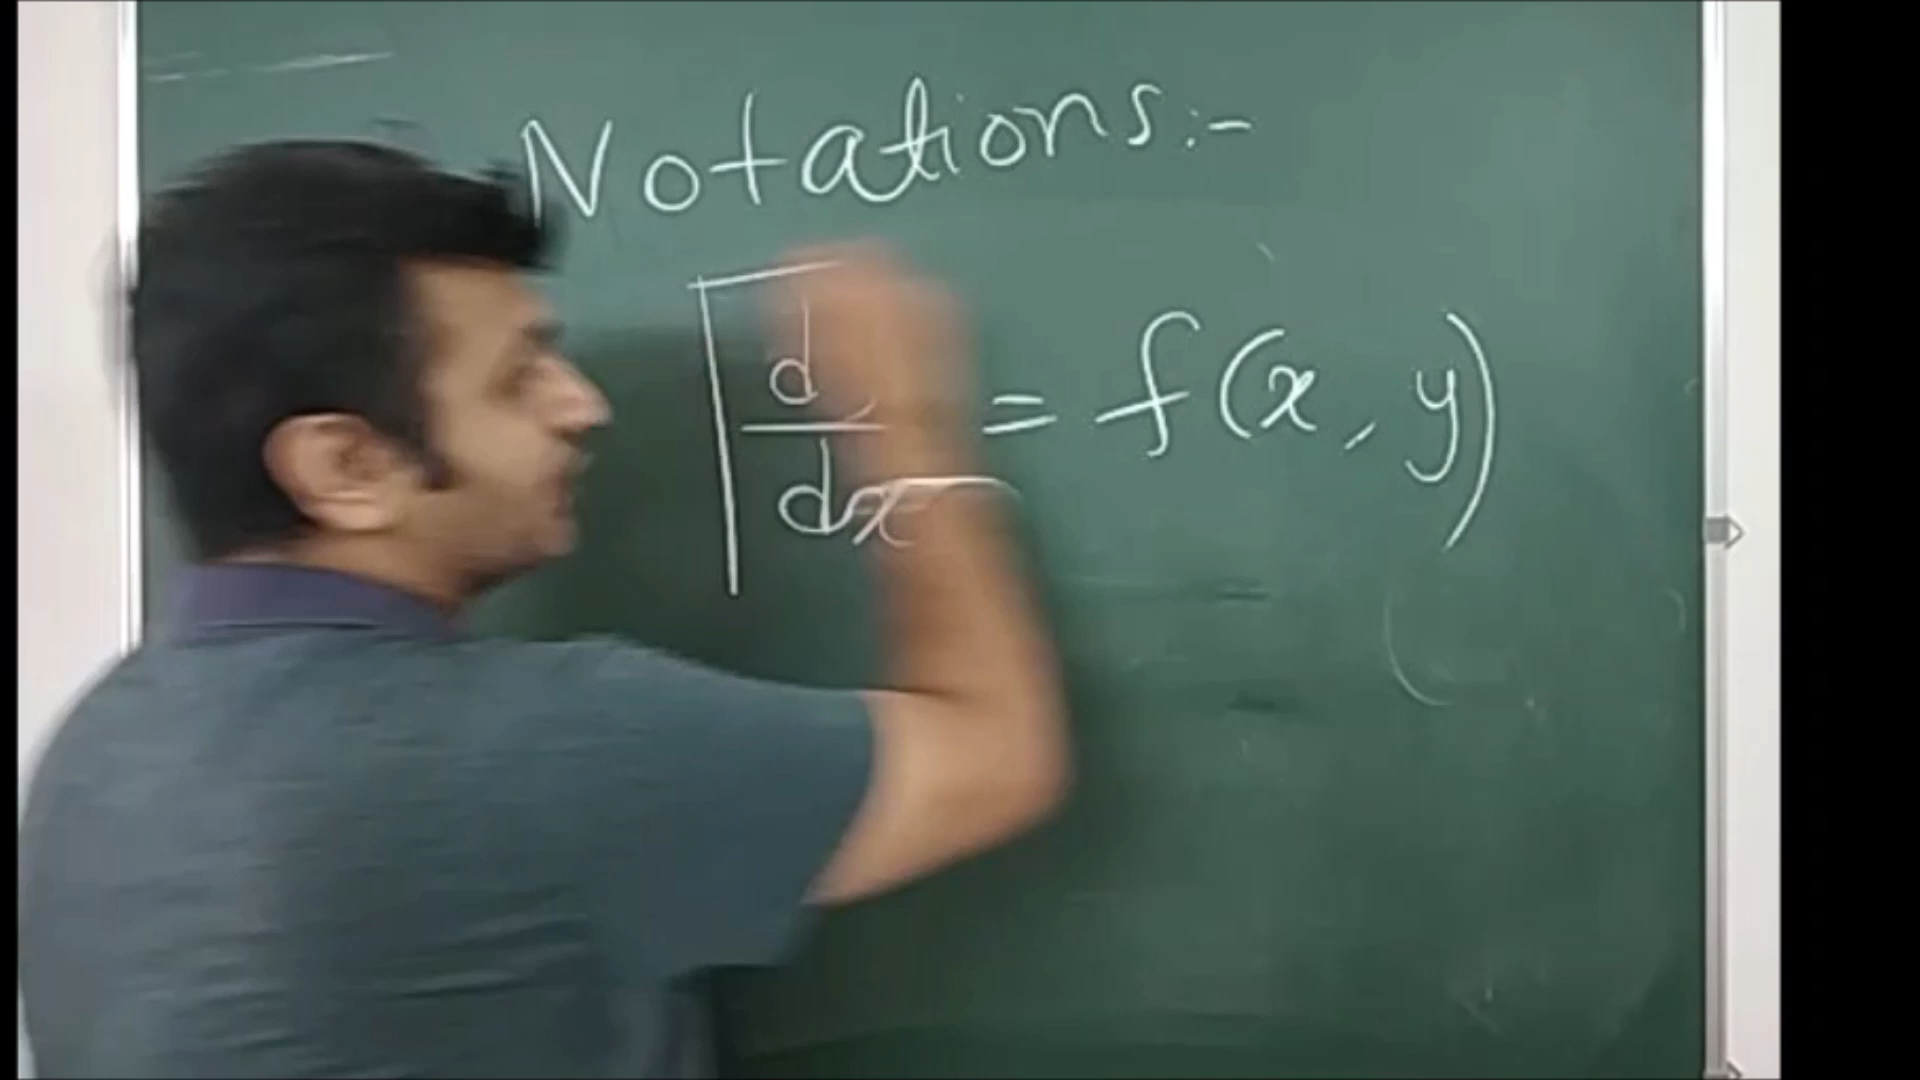 Notations:-
d/dx = f(x, y)